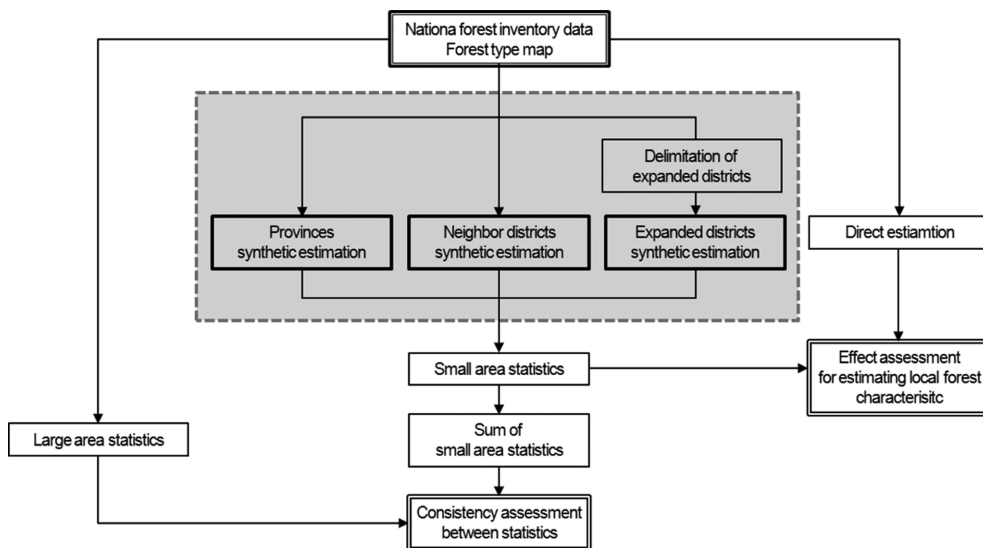 Nationa forest inventory data
Forest type map
Delimitation of
expanded districts
Provinces
synthetic estimation
Neighbor districts
synthetic estimation
Expanded districts
synthetic estimation
Direct estiamtion
Small area statistics
Effect assessment
for estimating local forest
characterisitc
Large area statistics
Sum of
small area statistics
Consistency assessment
between statistics